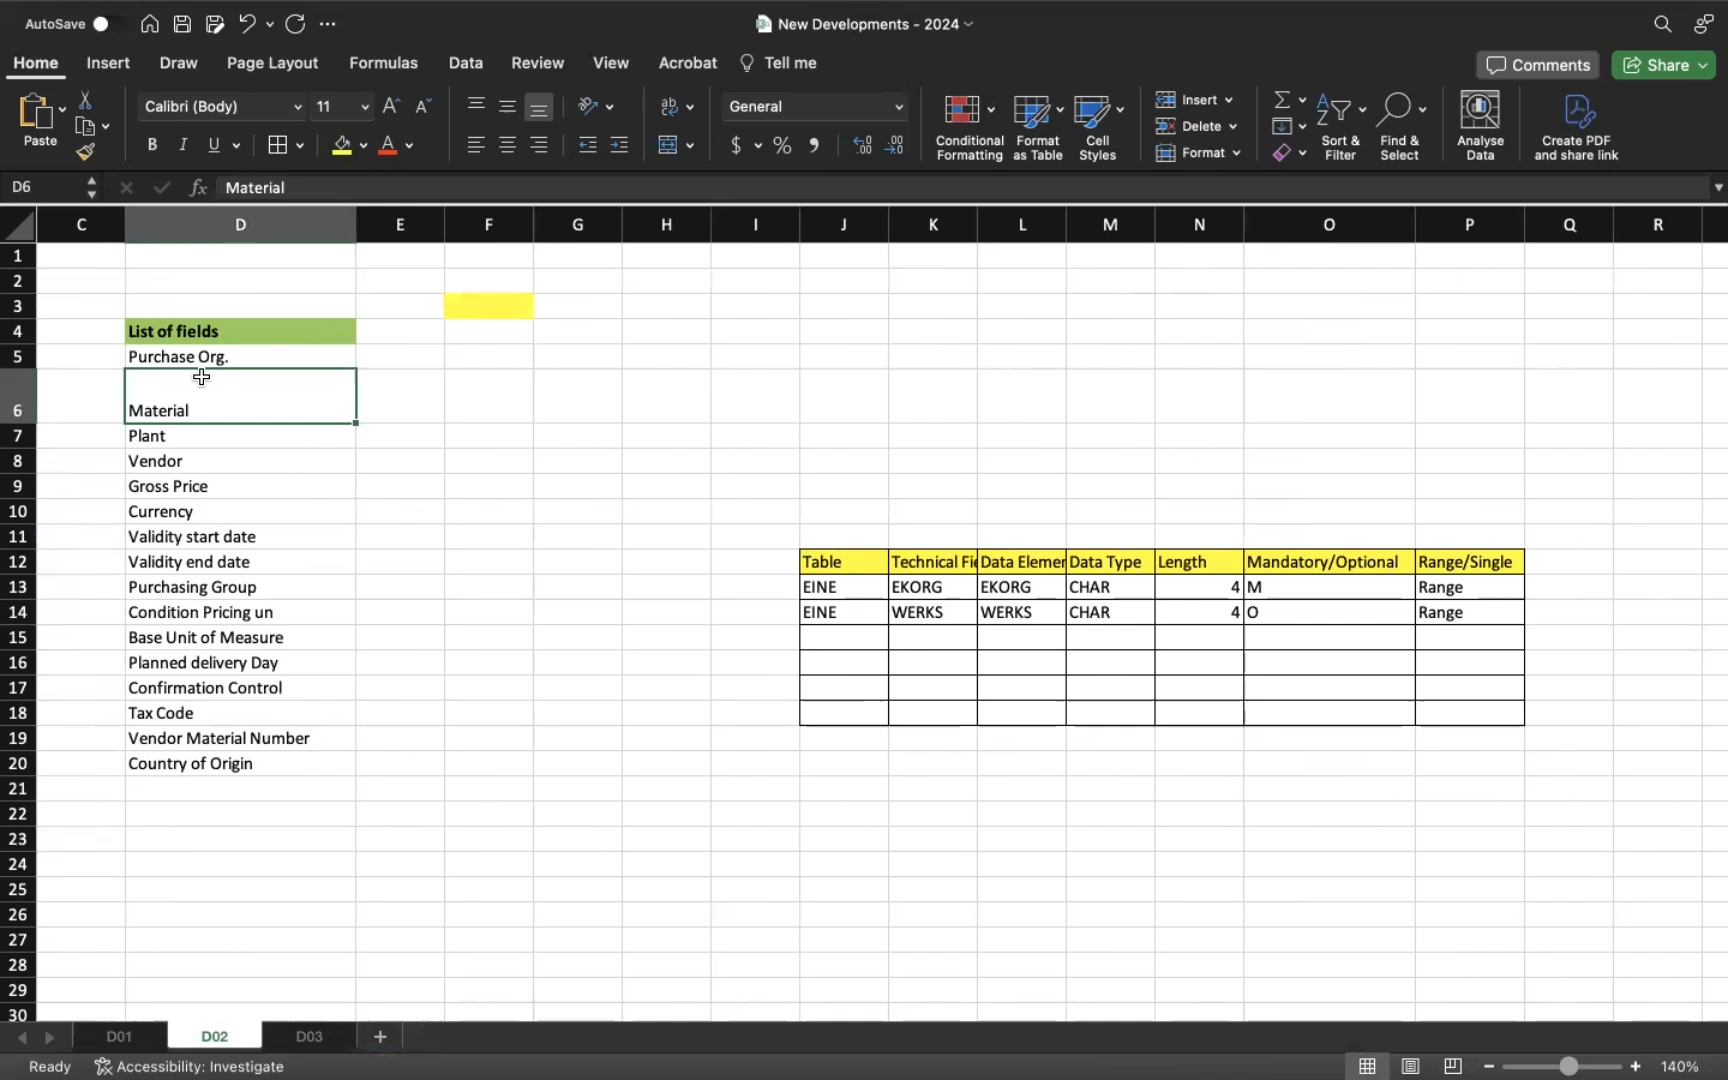 AutoSave
New Developments - 2024
Home Insert Draw Page Layout Formulas Data Review View Acrobat Tell me
Comments Share
Calibri (Body) 11
General
Insert
Delete
Format
Paste
B I U
$ %
Conditional Formatting
Format as Table
Cell Styles
Sort & Filter
Find & Select
Analyse Data
Create PDF and share link
D6 fx Material
C D E F G H I J K L M N O P Q R
1
2
3
4 List of fields
5 Purchase Org.
6 Material
7 Plant
8 Vendor
9 Gross Price
10 Currency
11 Validity start date
12 Validity end date Table Technical Fie Data Elemer Data Type Length Mandatory/Optional Range/Single
13 Purchasing Group EINE EKORG EKORG CHAR 4 M Range
14 Condition Pricing un EINE WERKS WERKS CHAR 4 O Range
15 Base Unit of Measure
16 Planned delivery Day
17 Confirmation Control
18 Tax Code
19 Vendor Material Number
20 Country of Origin
21
22
23
24
25
26
27
28
29
30
D01 D02 D03
Ready Accessibility: Investigate 140%